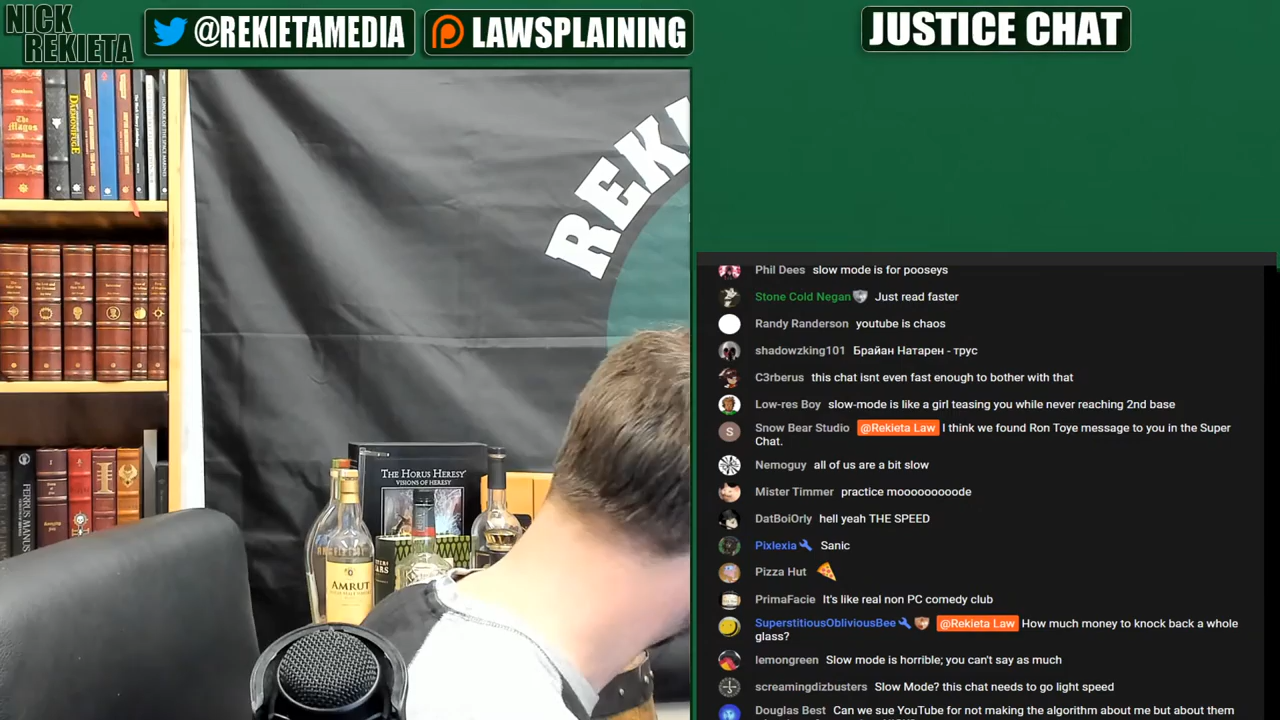 NICK
REKIETA
@REKIETAMEDIA
LAWSPLAINING
JUSTICE CHAT
The
Magos
DÆMONIFUGE
REKI
THE HORUS HERESY
VISIONS OF HERESY
AMRUT
FERRUS MANUS
Phil Dees slow mode is for pooseys
Stone Cold Negan Just read faster
Randy Randerson youtube is chaos
shadowzking101 Брайан Натарен - трус
C3rberus this chat isnt even fast enough to bother with that
Low-res Boy slow-mode is like a girl teasing you while never reaching 2nd base
Snow Bear Studio @Rekieta Law I think we found Ron Toye message to you in the Super
Chat.
Nemoguy all of us are a bit slow
Mister Timmer practice mooooooooode
DatBoiOrly hell yeah THE SPEED
Pixlexia Sanic
Pizza Hut
PrimaFacie It's like real non PC comedy club
SuperstitiousObliviousBee @Rekieta Law How much money to knock back a whole
glass?
lemongreen Slow mode is horrible; you can't say as much
screamingdizbusters Slow Mode? this chat needs to go light speed
Douglas Best Can we sue YouTube for not making the algorithm about me but about them